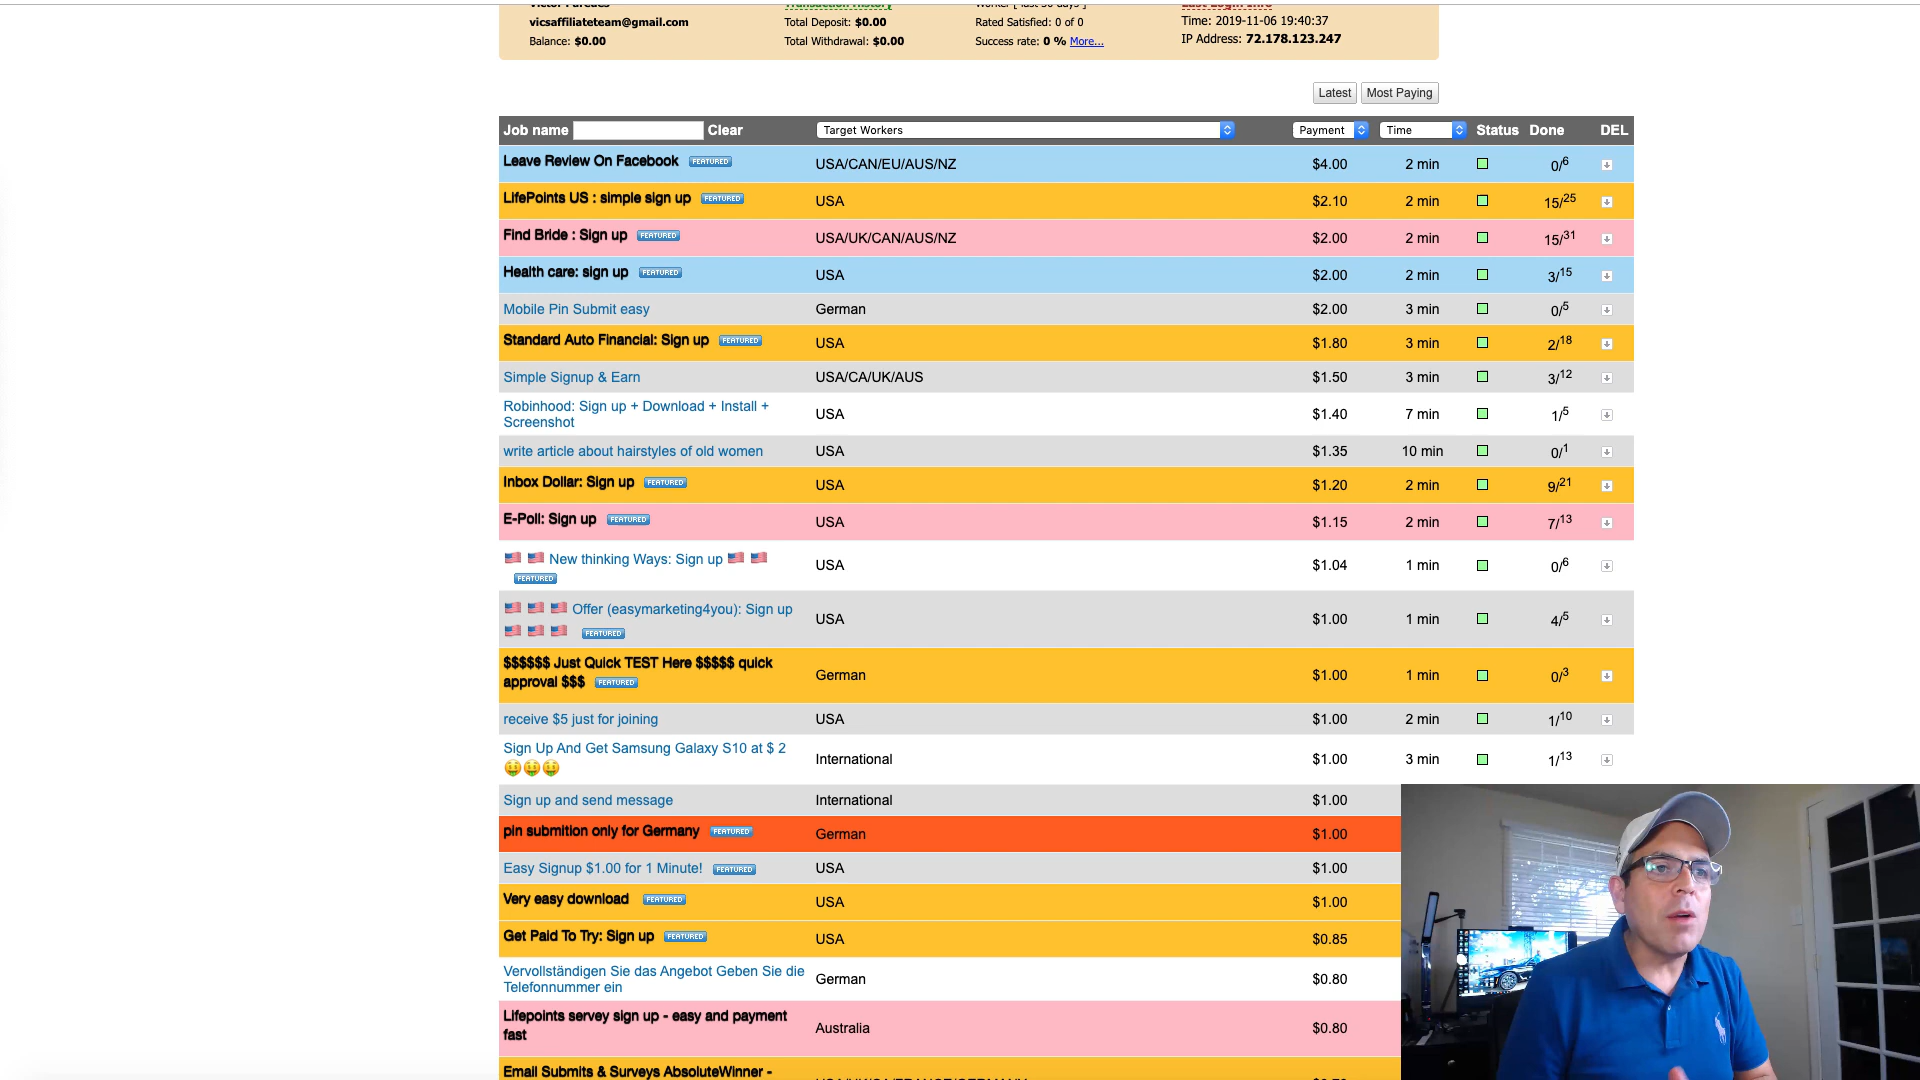 vicsaffiliateteam@gmail.com
Balance: $0.00
Total Deposit: $0.00
Total Withdrawal: $0.00
Rated Satisfied: 0 of 0
Success rate: 0 % More...
Time: 2019-11-06 19:40:37
IP Address: 72.178.123.247
Latest Most Paying
Job name Clear Target Workers Payment Time Status Done DEL
Leave Review On Facebook FEATURED USA/CAN/EU/AUS/NZ $4.00 2 min 0/6
LifePoints US : simple sign up FEATURED USA $2.10 2 min 15/25
Find Bride : Sign up FEATURED USA/UK/CAN/AUS/NZ $2.00 2 min 15/31
Health care: sign up FEATURED USA $2.00 2 min 3/15
Mobile Pin Submit easy German $2.00 3 min 0/5
Standard Auto Financial: Sign up FEATURED USA $1.80 3 min 2/18
Simple Signup & Earn USA/CA/UK/AUS $1.50 3 min 3/12
Robinhood: Sign up + Download + Install +
Screenshot USA $1.40 7 min 1/5
write article about hairstyles of old women USA $1.35 10 min 0/1
Inbox Dollar: Sign up FEATURED USA $1.20 2 min 9/21
E-Poll: Sign up FEATURED USA $1.15 2 min 7/13
New thinking Ways: Sign up
FEATURED USA $1.04 1 min 0/6
Offer (easymarketing4you): Sign up
FEATURED USA $1.00 1 min 4/5
$$$$$$ Just Quick TEST Here $$$$$ quick
approval $$$ FEATURED German $1.00 1 min 0/3
receive $5 just for joining USA $1.00 2 min 1/10
Sign Up And Get Samsung Galaxy S10 at $ 2
🤑🤑🤑 International $1.00 3 min 1/13
Sign up and send message International $1.00
pin submition only for Germany FEATURED German $1.00
Easy Signup $1.00 for 1 Minute! FEATURED USA $1.00
Very easy download FEATURED USA $1.00
Get Paid To Try: Sign up FEATURED USA $0.85
Vervollständigen Sie das Angebot Geben Sie die
Telefonnummer ein German $0.80
Lifepoints servey sign up - easy and payment
fast Australia $0.80
Email Submits & Surveys AbsoluteWinner -